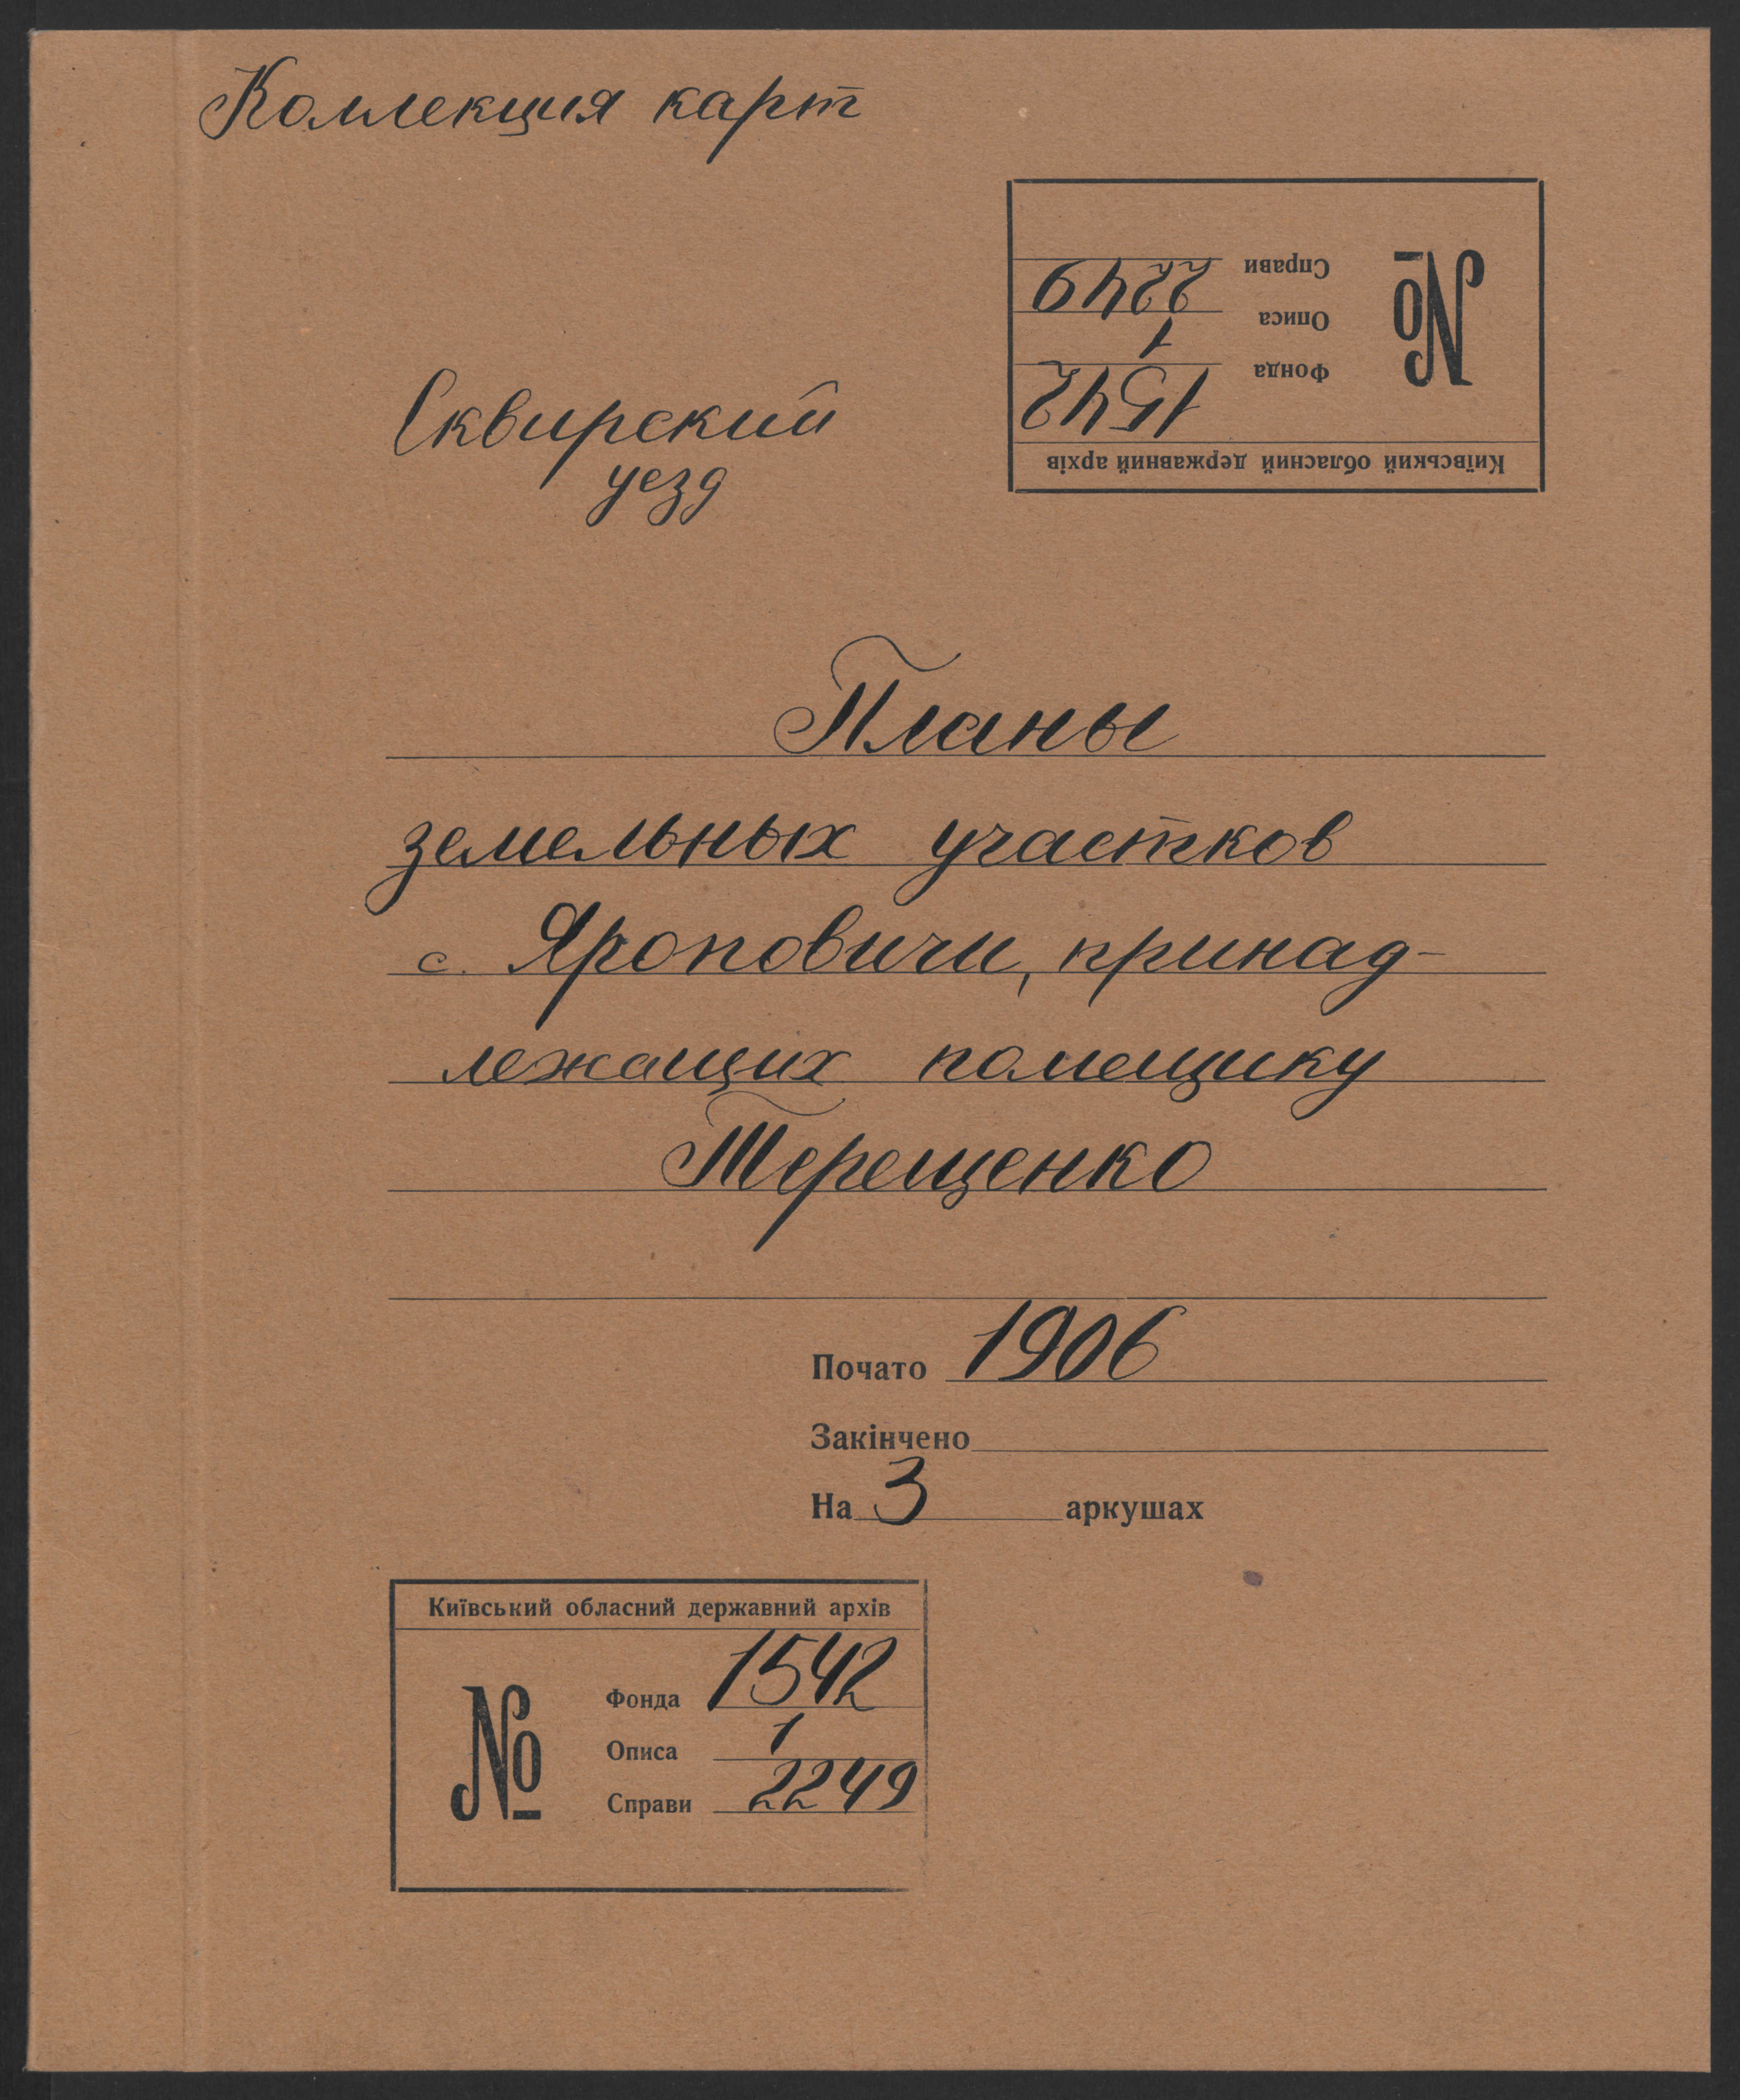 Коллекция карт
Київський обласний державний архів
№
Фонда 1542
Описа 1
Справи 2249
Сквирский
уезд
Планы
земельных участков
с. Яроповичи, принад-
лежащих помещику
Терещенко
Почато 1906
Закінчено
На 3 аркушах
Київський обласний державний архів
№
Фонда 1542
Описа 1
Справи 2249